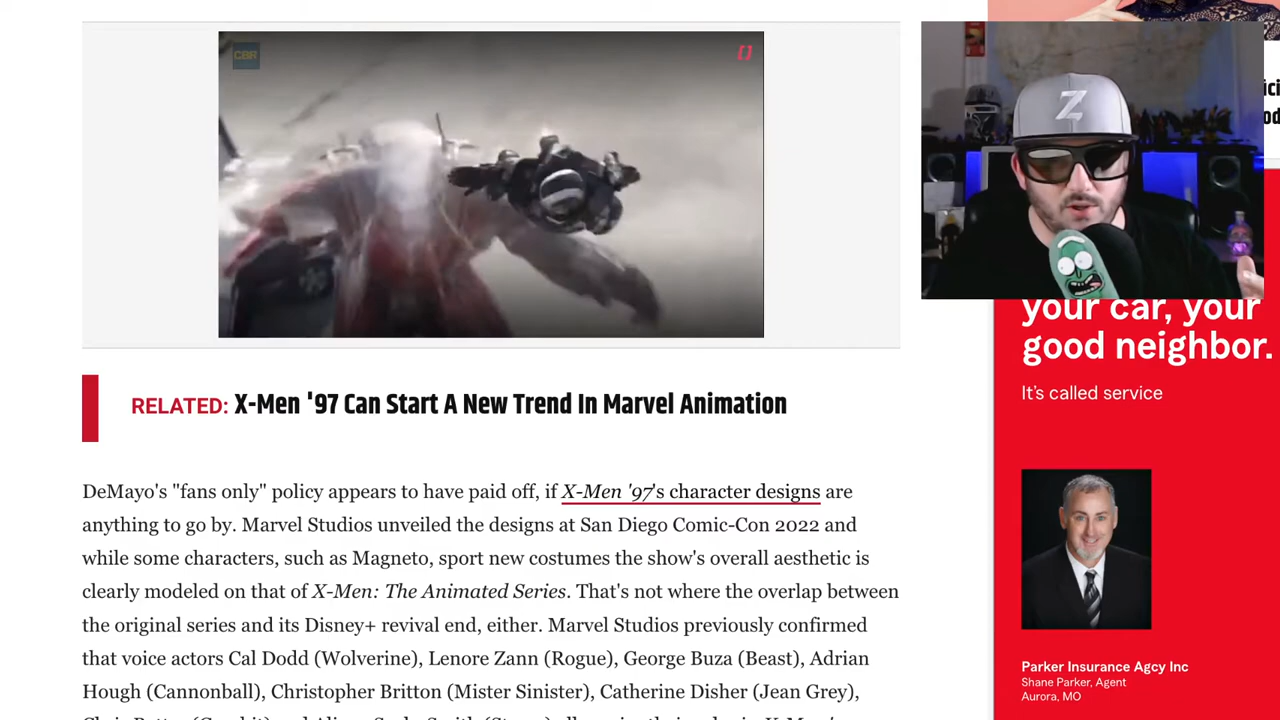 CBR
Z
RELATED: X-Men '97 Can Start A New Trend In Marvel Animation
DeMayo's "fans only" policy appears to have paid off, if X-Men '97's character designs are
anything to go by. Marvel Studios unveiled the designs at San Diego Comic-Con 2022 and
while some characters, such as Magneto, sport new costumes the show's overall aesthetic is
clearly modeled on that of X-Men: The Animated Series. That's not where the overlap between
the original series and its Disney+ revival end, either. Marvel Studios previously confirmed
that voice actors Cal Dodd (Wolverine), Lenore Zann (Rogue), George Buza (Beast), Adrian
Hough (Cannonball), Christopher Britton (Mister Sinister), Catherine Disher (Jean Grey),
your car, your
good neighbor.
It's called service
Parker Insurance Agcy Inc
Shane Parker, Agent
Aurora, MO